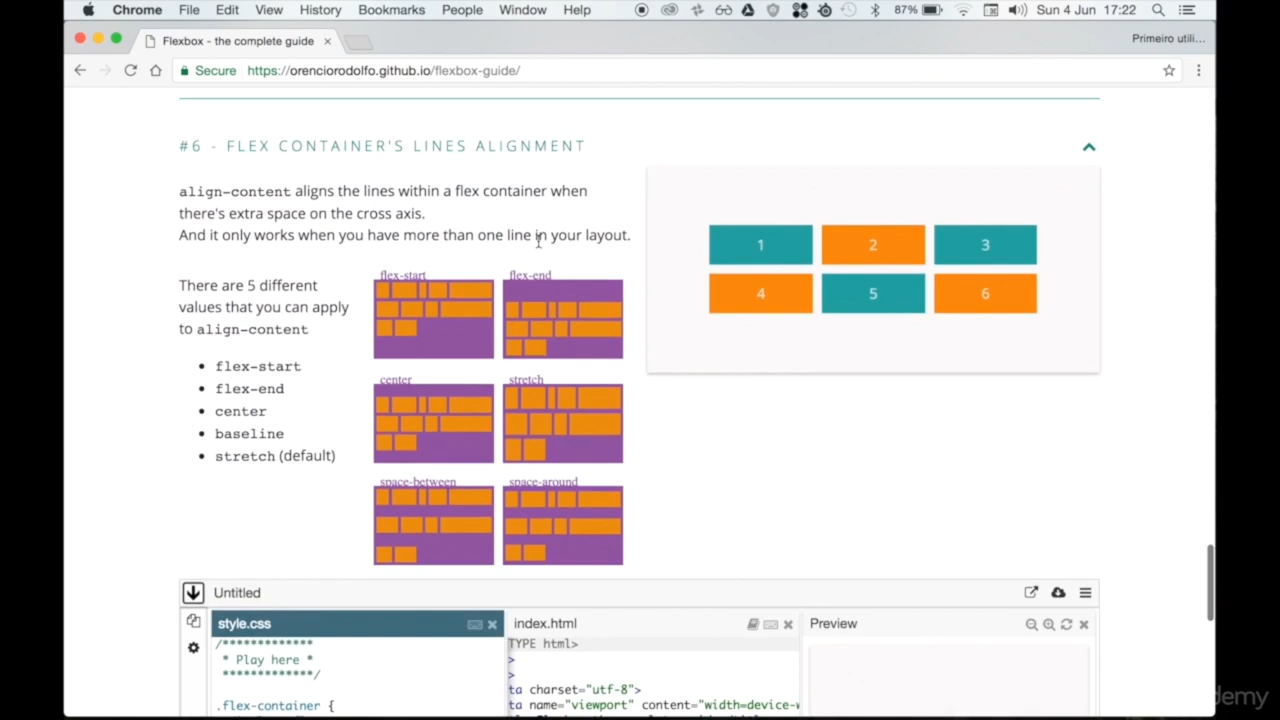 Chrome File Edit View History Bookmarks People Window Help 87% Sun 4 Jun 17:22
Flexbox - the complete guide Primeiro utili...
Secure https://orenciorodolfo.github.io/flexbox-guide/
#6 - FLEX CONTAINER'S LINES ALIGNMENT
align-content aligns the lines within a flex container when
there's extra space on the cross axis.
And it only works when you have more than one line in your layout.
There are 5 different
values that you can apply
to align-content
• flex-start
• flex-end
• center
• baseline
• stretch (default)
flex-start flex-end
center stretch
space-between space-around
1 2 3
4 5 6
Untitled
style.css
/*************
* Play here *
*************/
.flex-container {
index.html
TYPE html>
>
>
ta charset="utf-8">
ta name="viewport" content="width=device-w
Preview
demy